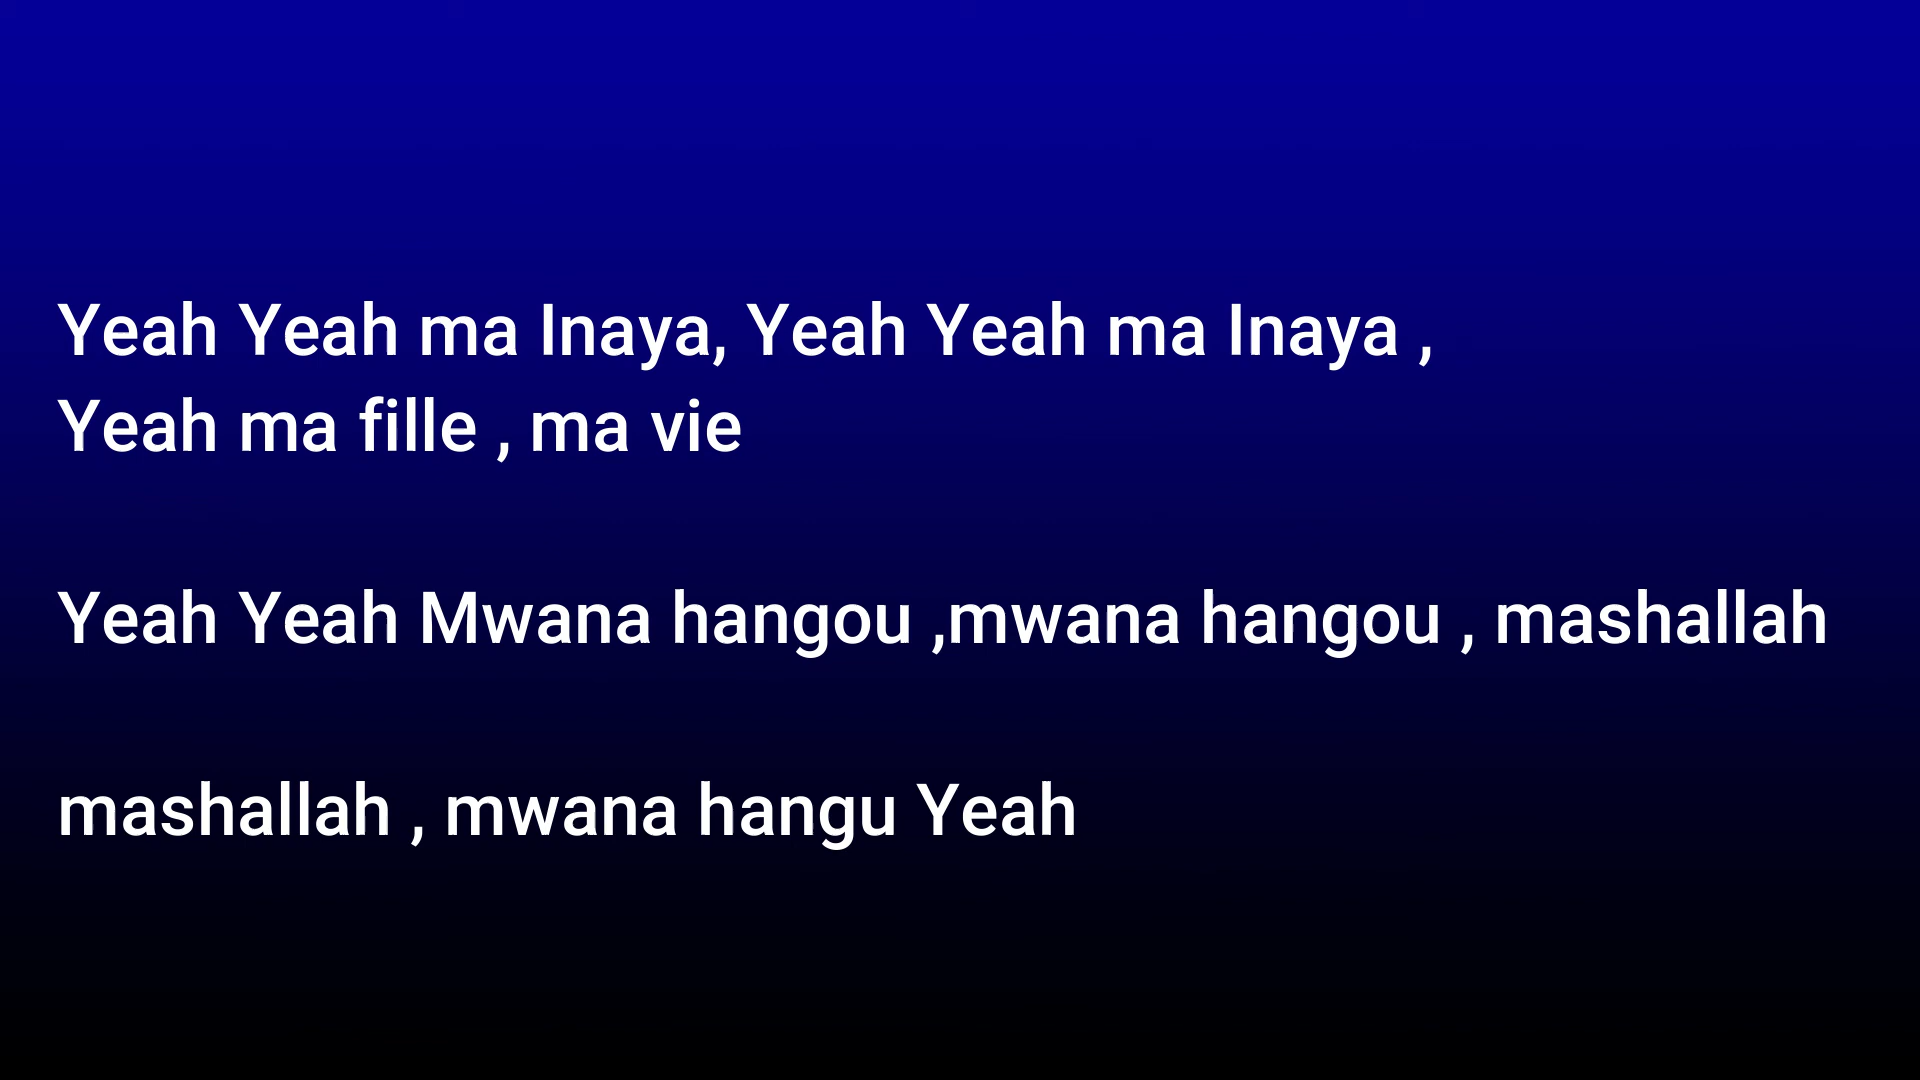 Yeah Yeah ma Inaya, Yeah Yeah ma Inaya ,
Yeah ma fille , ma vie
Yeah Yeah Mwana hangou ,mwana hangou , mashallah
mashallah , mwana hangu Yeah